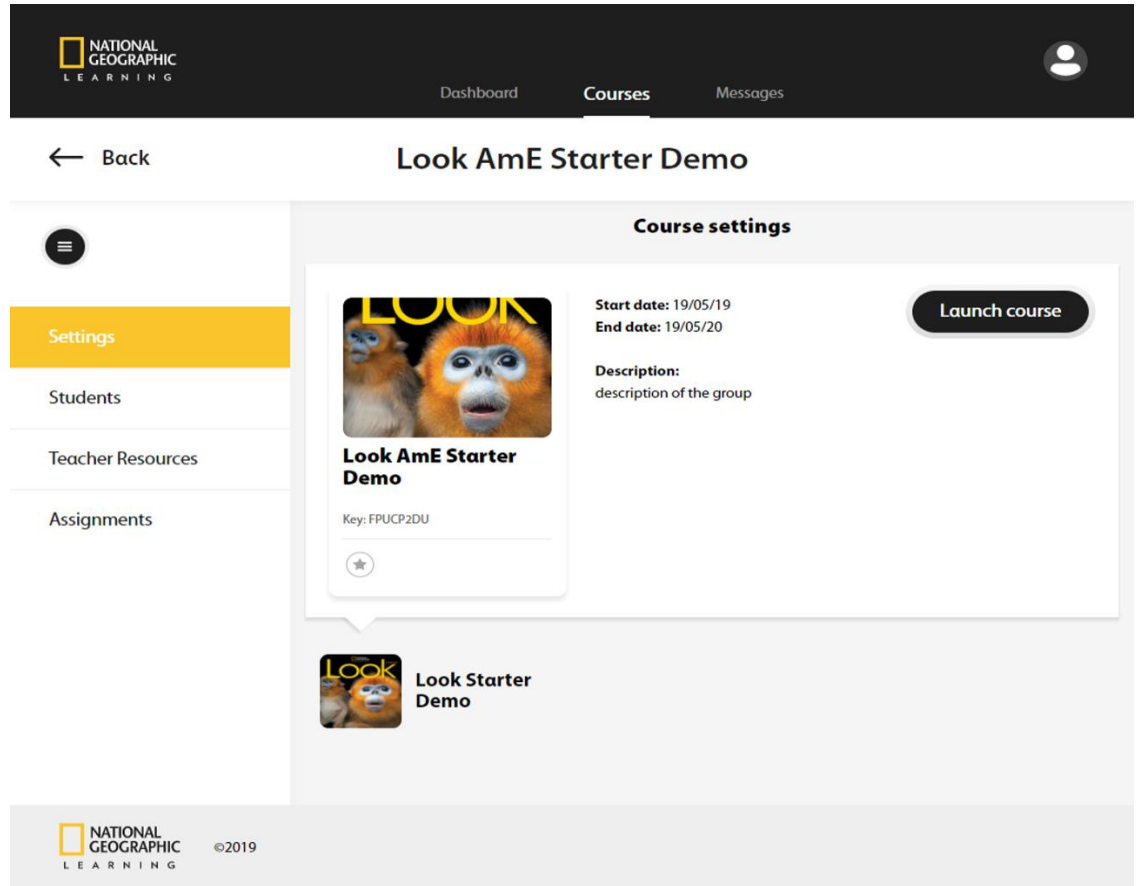 NATIONAL
GEOGRAPHIC
LEARNING
Dashboard
Courses
Messages
Back
Look AmE Starter Demo
Course settings
Settings
Students
Teacher Resources
Assignments
LOOK
Look AmE Starter
Demo
Key: FPUCP2DU
Start date: 19/05/19
End date: 19/05/20
Description:
description of the group
Launch course
Look
Look Starter
Demo
NATIONAL
GEOGRAPHIC
LEARNING
©2019